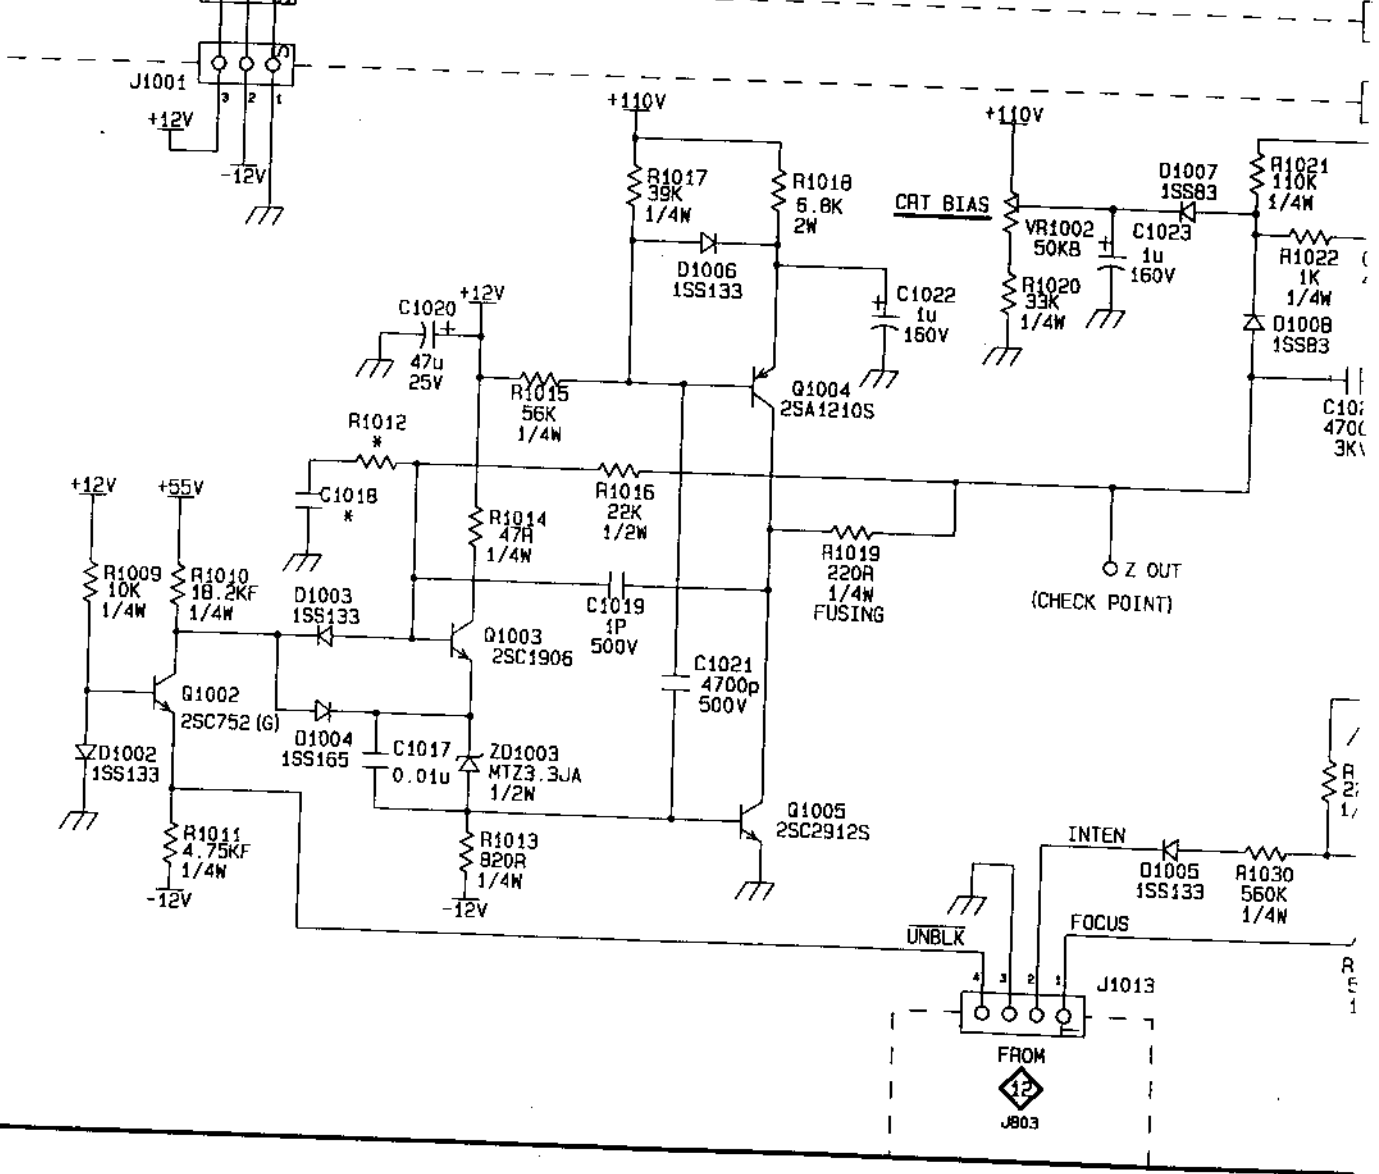 J1001
3 2 1
S
+12V
-12V
+110V
R1017
39K
1/4W
R1018
6.8K
2W
D1006
1SS133
C1022
1u
160V
+110V
CRT BIAS
VR1002
50KB
R1020
33K
1/4W
C1023
1u
160V
D1007
1SS83
R1021
110K
1/4W
R1022
1K
1/4W
D1008
1SS83
C102
470
3K
C1020
47u
25V
+12V
R1015
56K
1/4W
Q1004
2SA1210S
R1012
*
C1018
*
R1016
22K
1/2W
R1014
47R
1/4W
R1019
220R
1/4W
FUSING
Z OUT
(CHECK POINT)
+12V
+55V
R1009
10K
1/4W
R1010
18.2KF
1/4W
D1003
1SS133
C1019
1P
500V
Q1003
2SC1906
Q1002
2SC752(G)
C1021
4700p
500V
D1002
1SS133
D1004
1SS165
C1017
0.01u
ZD1003
MTZ3.3JA
1/2W
Q1005
2SC2912S
R1011
4.75KF
1/4W
-12V
R1013
820R
1/4W
-12V
INTEN
D1005
1SS133
R1030
560K
1/4W
R
2
1/
UNBLK
FOCUS
R
5
1
4 3 2 1
J1013
FROM
12
J803